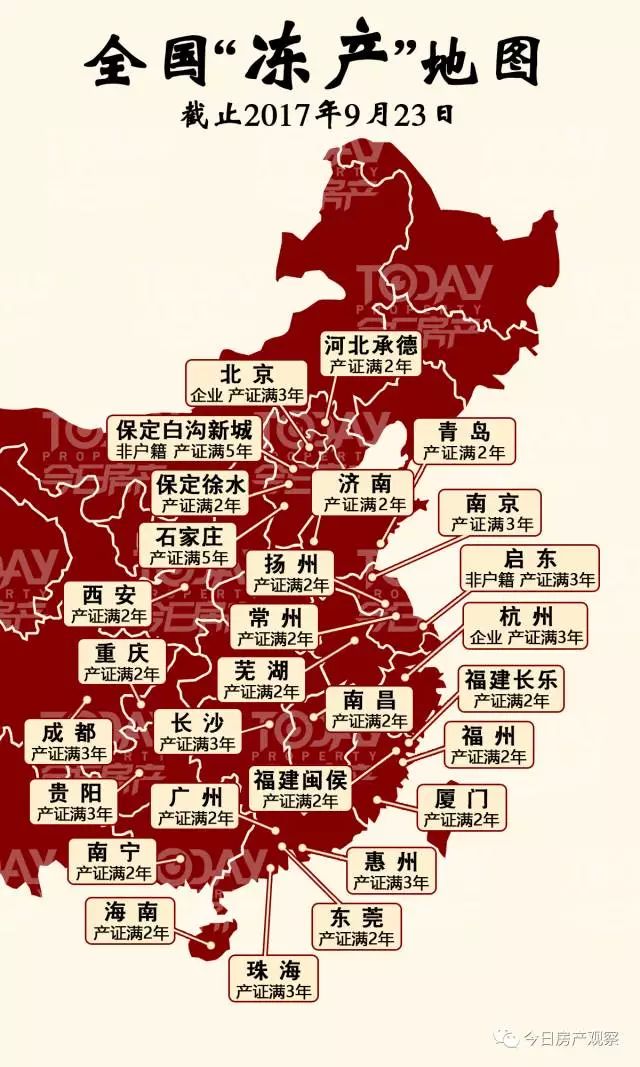 全国“冻产”地图
截止2017年9月23日
河北承德
产证满2年
北京
企业 产证满3年
保定白沟新城
非户籍 产证满5年
青岛
产证满2年
保定徐水
产证满2年
济南
产证满2年
南京
产证满3年
石家庄
产证满5年
扬州
产证满2年
启东
非户籍 产证满3年
西安
产证满2年
常州
产证满2年
杭州
企业 产证满3年
重庆
产证满2年
芜湖
产证满2年
福建长乐
产证满2年
南昌
产证满2年
成都
产证满3年
长沙
产证满3年
福州
产证满2年
福建闽侯
产证满2年
贵阳
产证满3年
广州
产证满2年
厦门
产证满2年
南宁
产证满2年
惠州
产证满3年
海南
产证满2年
东莞
产证满2年
珠海
产证满3年
TODAY
PROPERTY
今日房产
今日房产观察